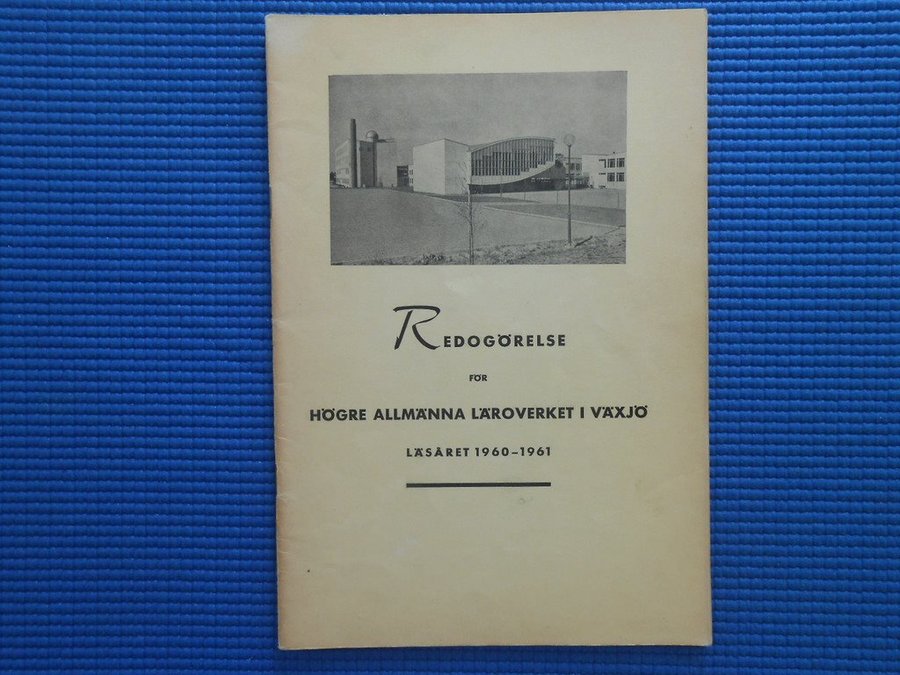 REDOGÖRELSE
FÖR
HÖGRE ALLMÄNNA LÄROVERKET I VÄXJÖ
LÄSÅRET 1960–1961